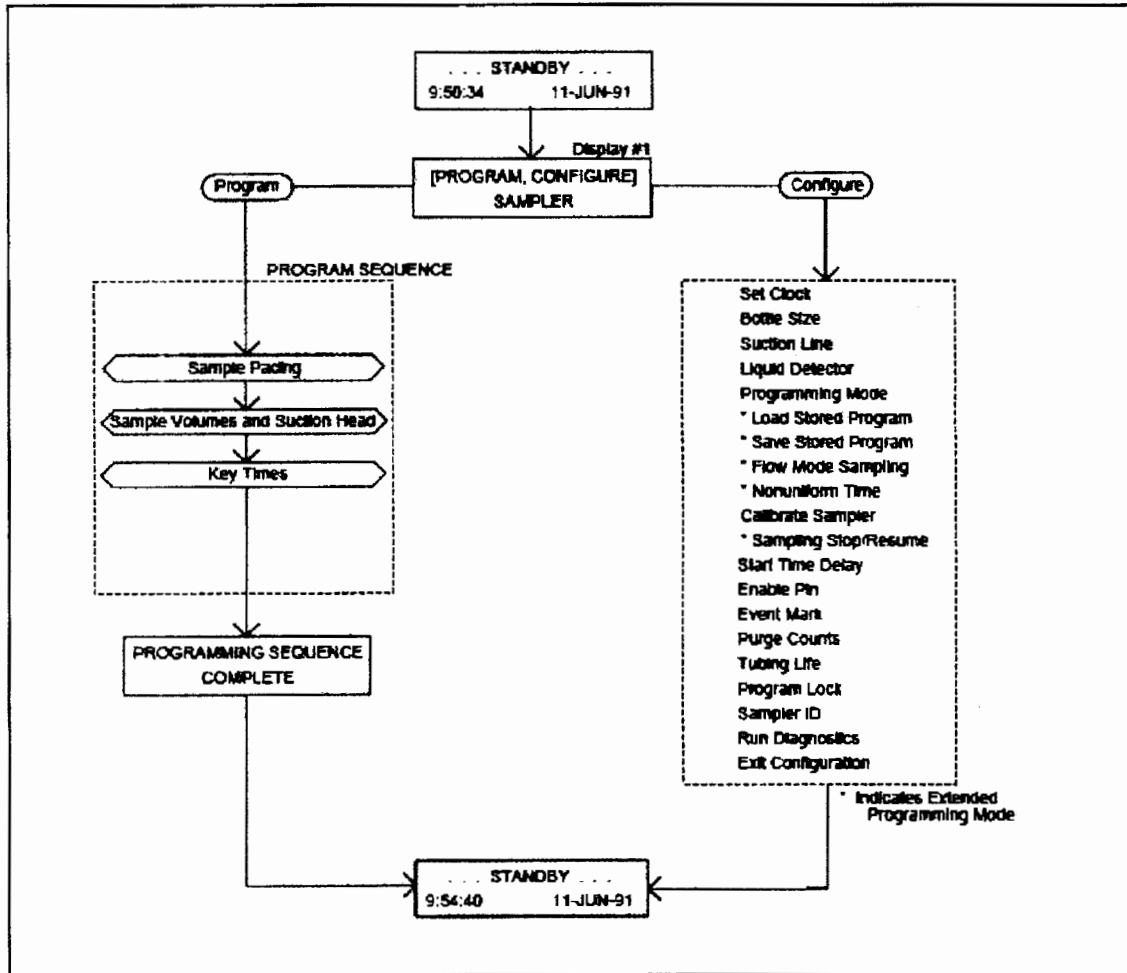 . . . STANDBY . . .
9:50:34 11-JUN-91
Display #1
[PROGRAM, CONFIGURE]
SAMPLER
Program
Configure
PROGRAM SEQUENCE
Sample Pacing
Sample Volumes and Suction Head
Key Times
PROGRAMMING SEQUENCE
COMPLETE
Set Clock
Bottle Size
Suction Line
Liquid Detector
Programming Mode
* Load Stored Program
* Save Stored Program
* Flow Mode Sampling
* Nonuniform Time
Calibrate Sampler
* Sampling Stop/Resume
Start Time Delay
Enable Pin
Event Mark
Purge Counts
Tubing Life
Program Lock
Sampler ID
Run Diagnostics
Exit Configuration
* Indicates Extended
Programming Mode
. . . STANDBY . . .
9:54:40 11-JUN-91